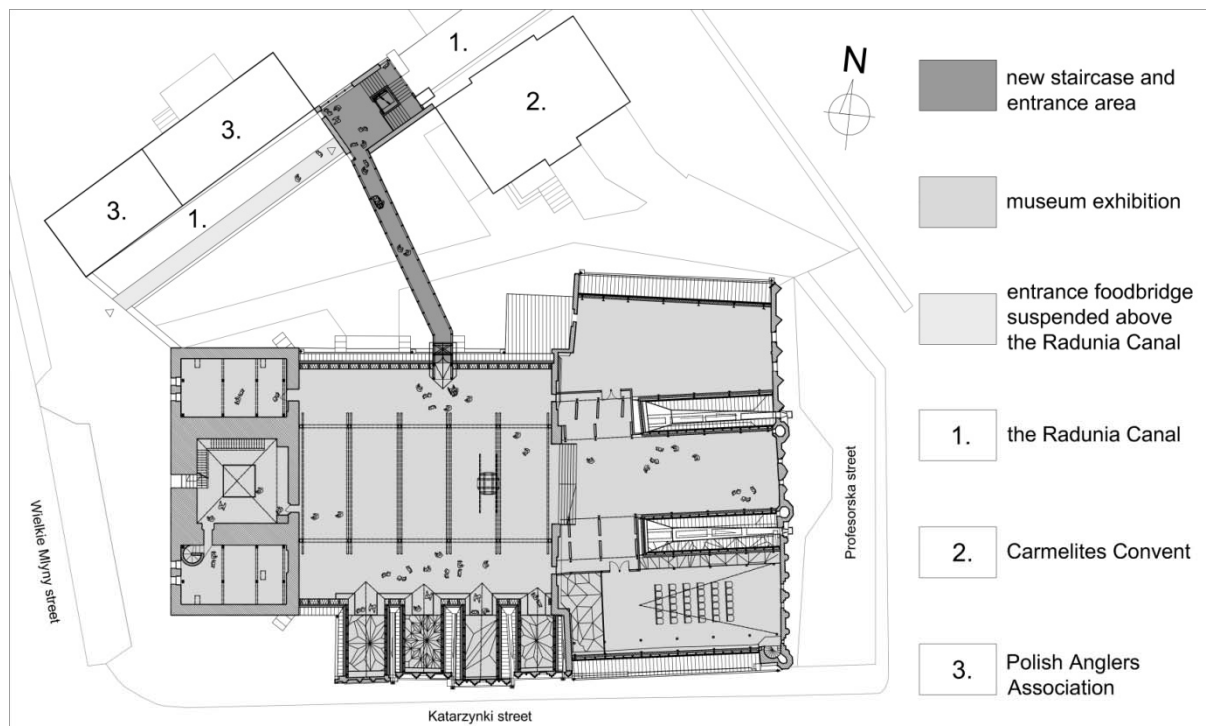 1.
2.
3.
3.
1.
N
new staircase and
entrance area
museum exhibition
entrance foodbridge
suspended above
the Radunia Canal
1.
the Radunia Canal
2.
Carmelites Convent
3.
Polish Anglers
Association
Wielkie Młyny street
Profesorska street
Katarzynki street